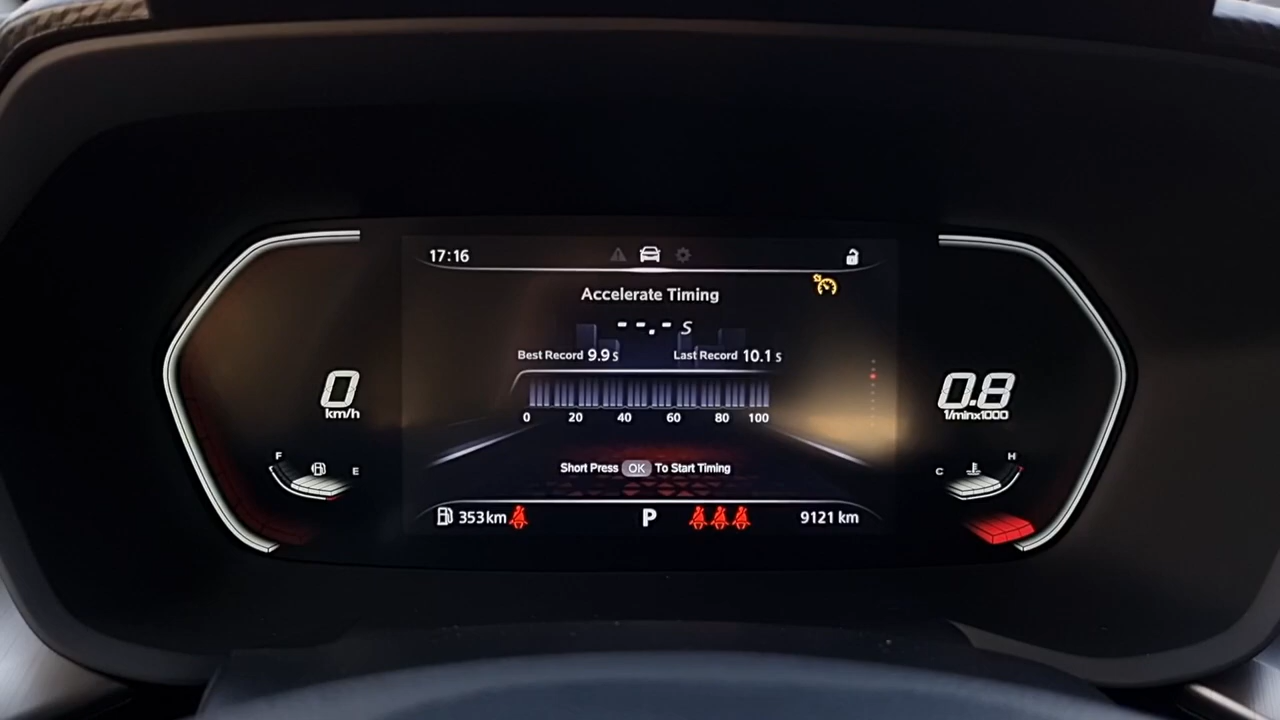 17:16
Accelerate Timing
--.- s
Best Record 9.9 s Last Record 10.1 s
0 20 40 60 80 100
0
km/h
0.8
1/minx1000
F E
C H
Short Press OK To Start Timing
353km P 9121 km